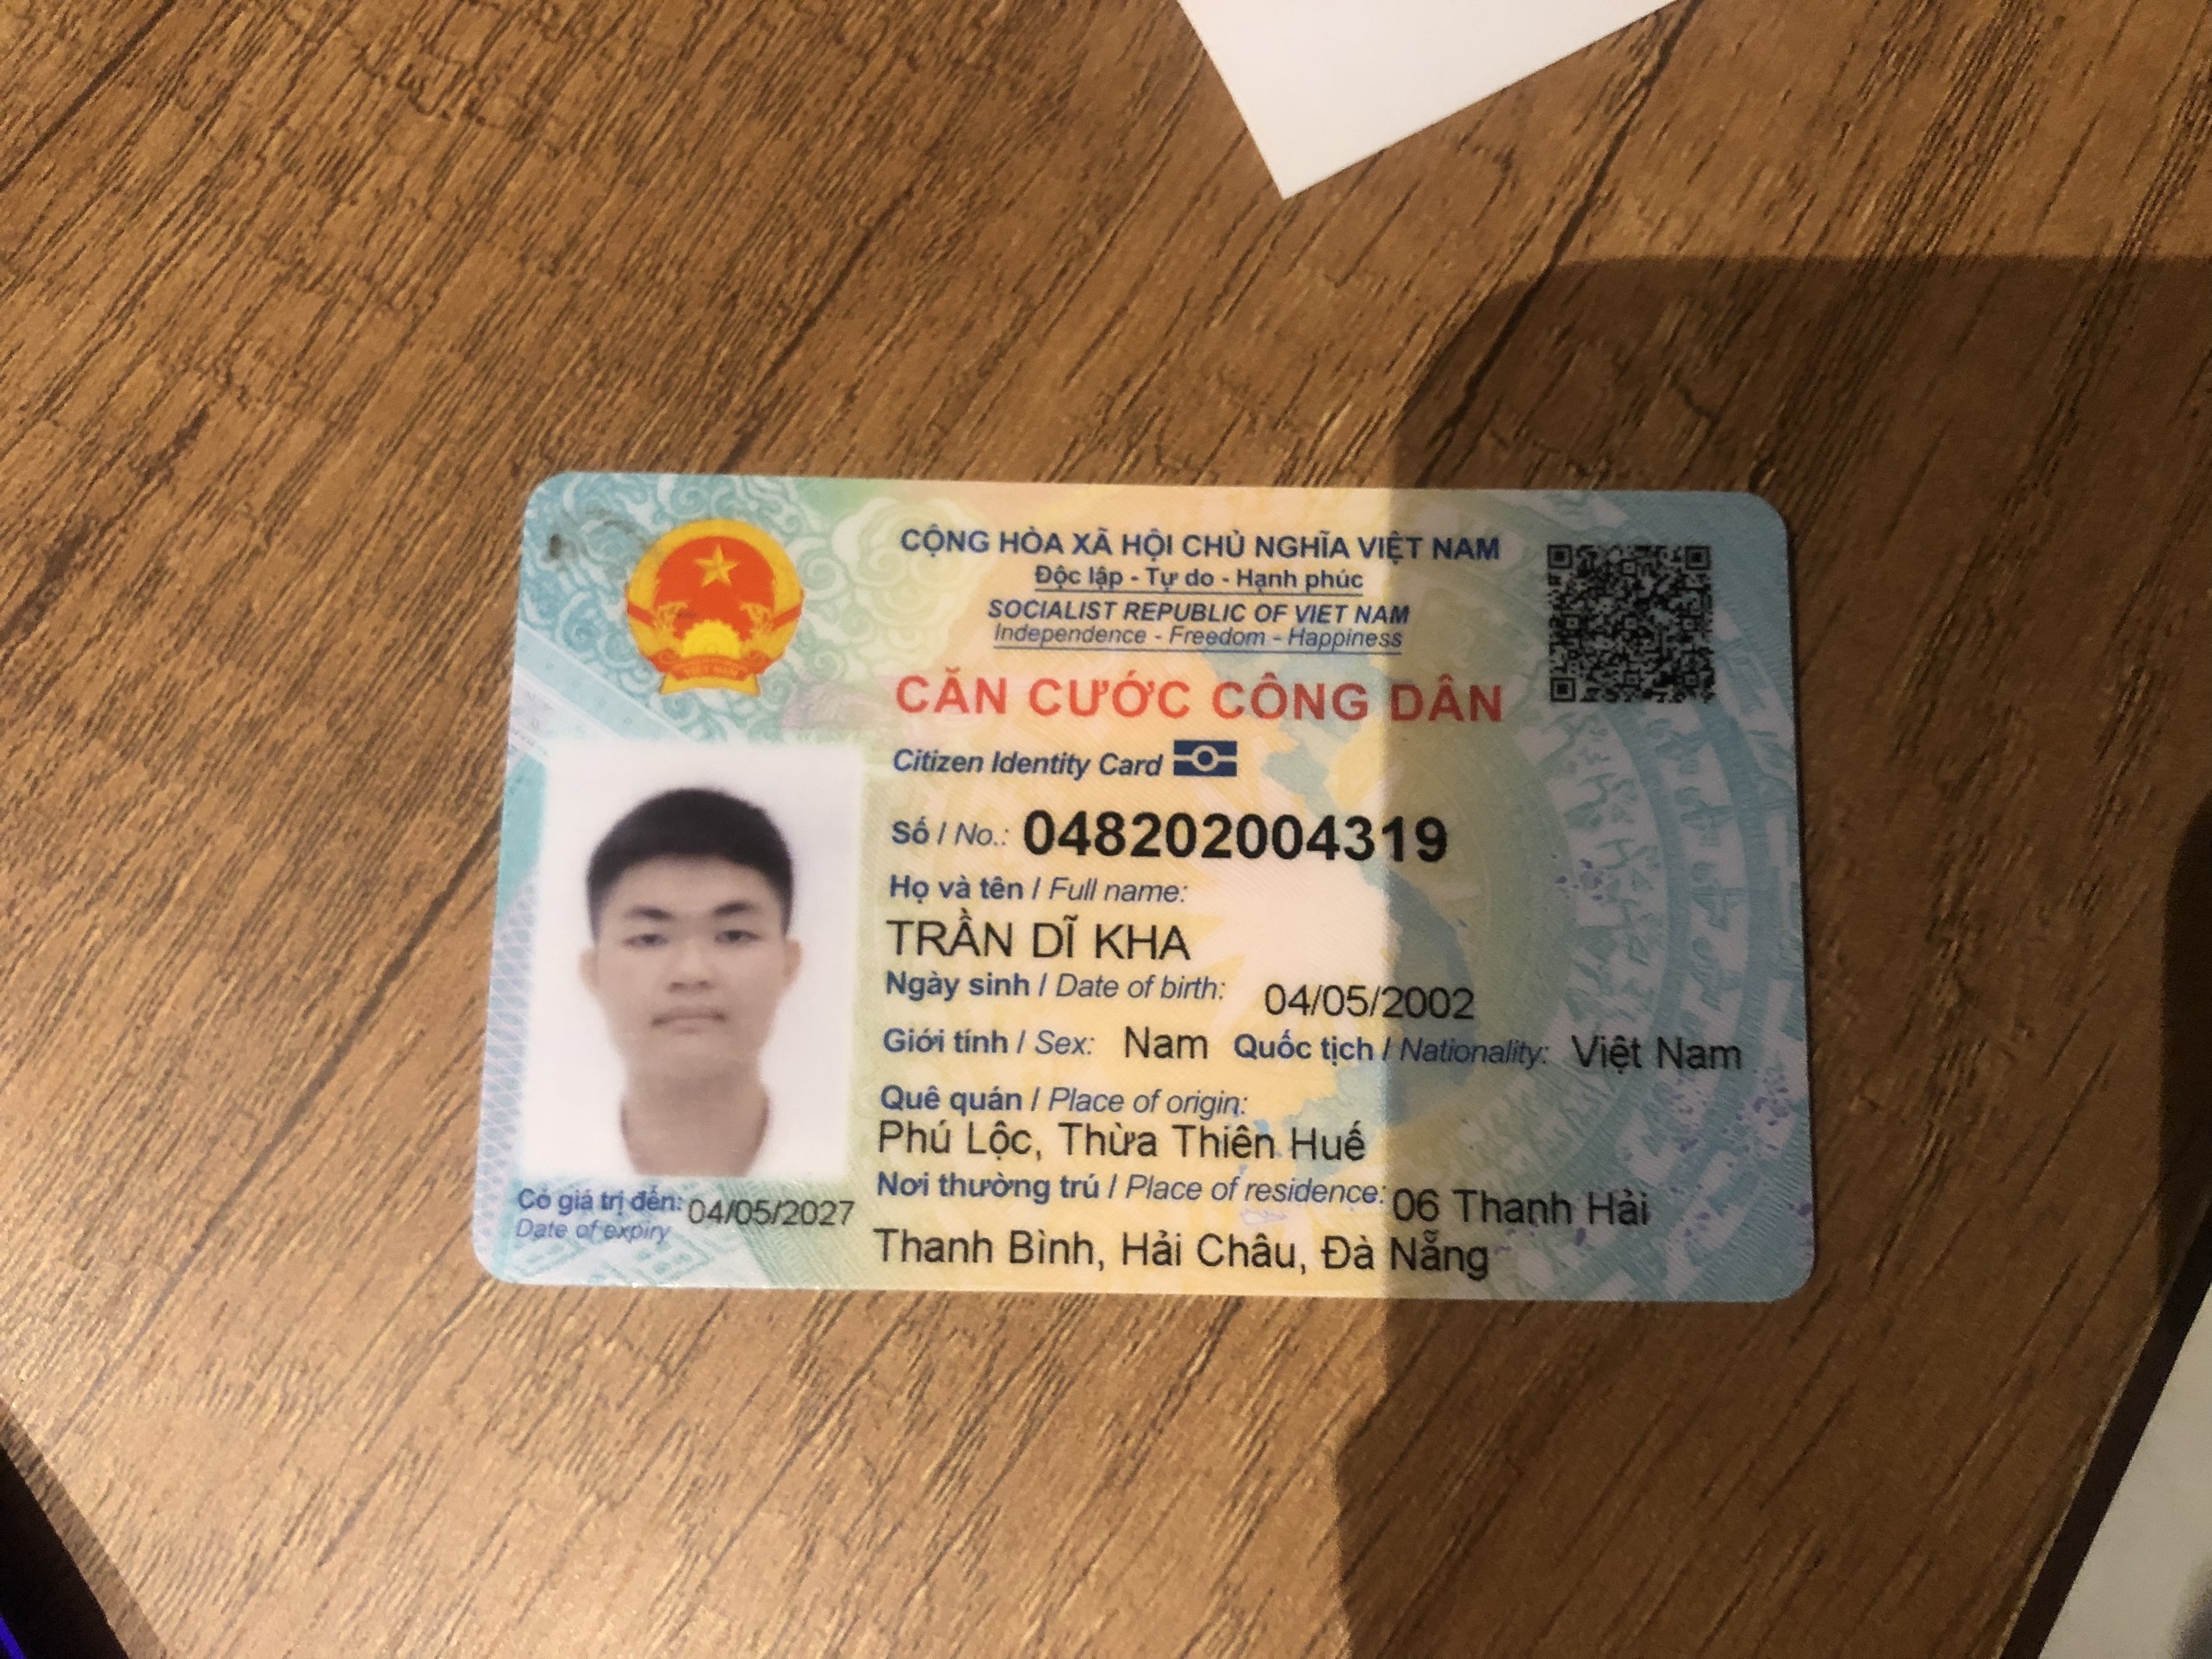 CỘNG HÒA XÃ HỘI CHỦ NGHĨA VIỆT NAM
Độc lập - Tự do - Hạnh phúc
SOCIALIST REPUBLIC OF VIET NAM
Independence - Freedom - Happiness
CĂN CƯỚC CÔNG DÂN
Citizen Identity Card
Số / No.: 048202004319
Họ và tên / Full name:
TRẦN DĨ KHA
Ngày sinh / Date of birth: 04/05/2002
Giới tính / Sex: Nam Quốc tịch / Nationality: Việt Nam
Quê quán / Place of origin:
Phú Lộc, Thừa Thiên Huế
Nơi thường trú / Place of residence: 06 Thanh Hải
Thanh Bình, Hải Châu, Đà Nẵng
Có giá trị đến: 04/05/2027
Date of expiry